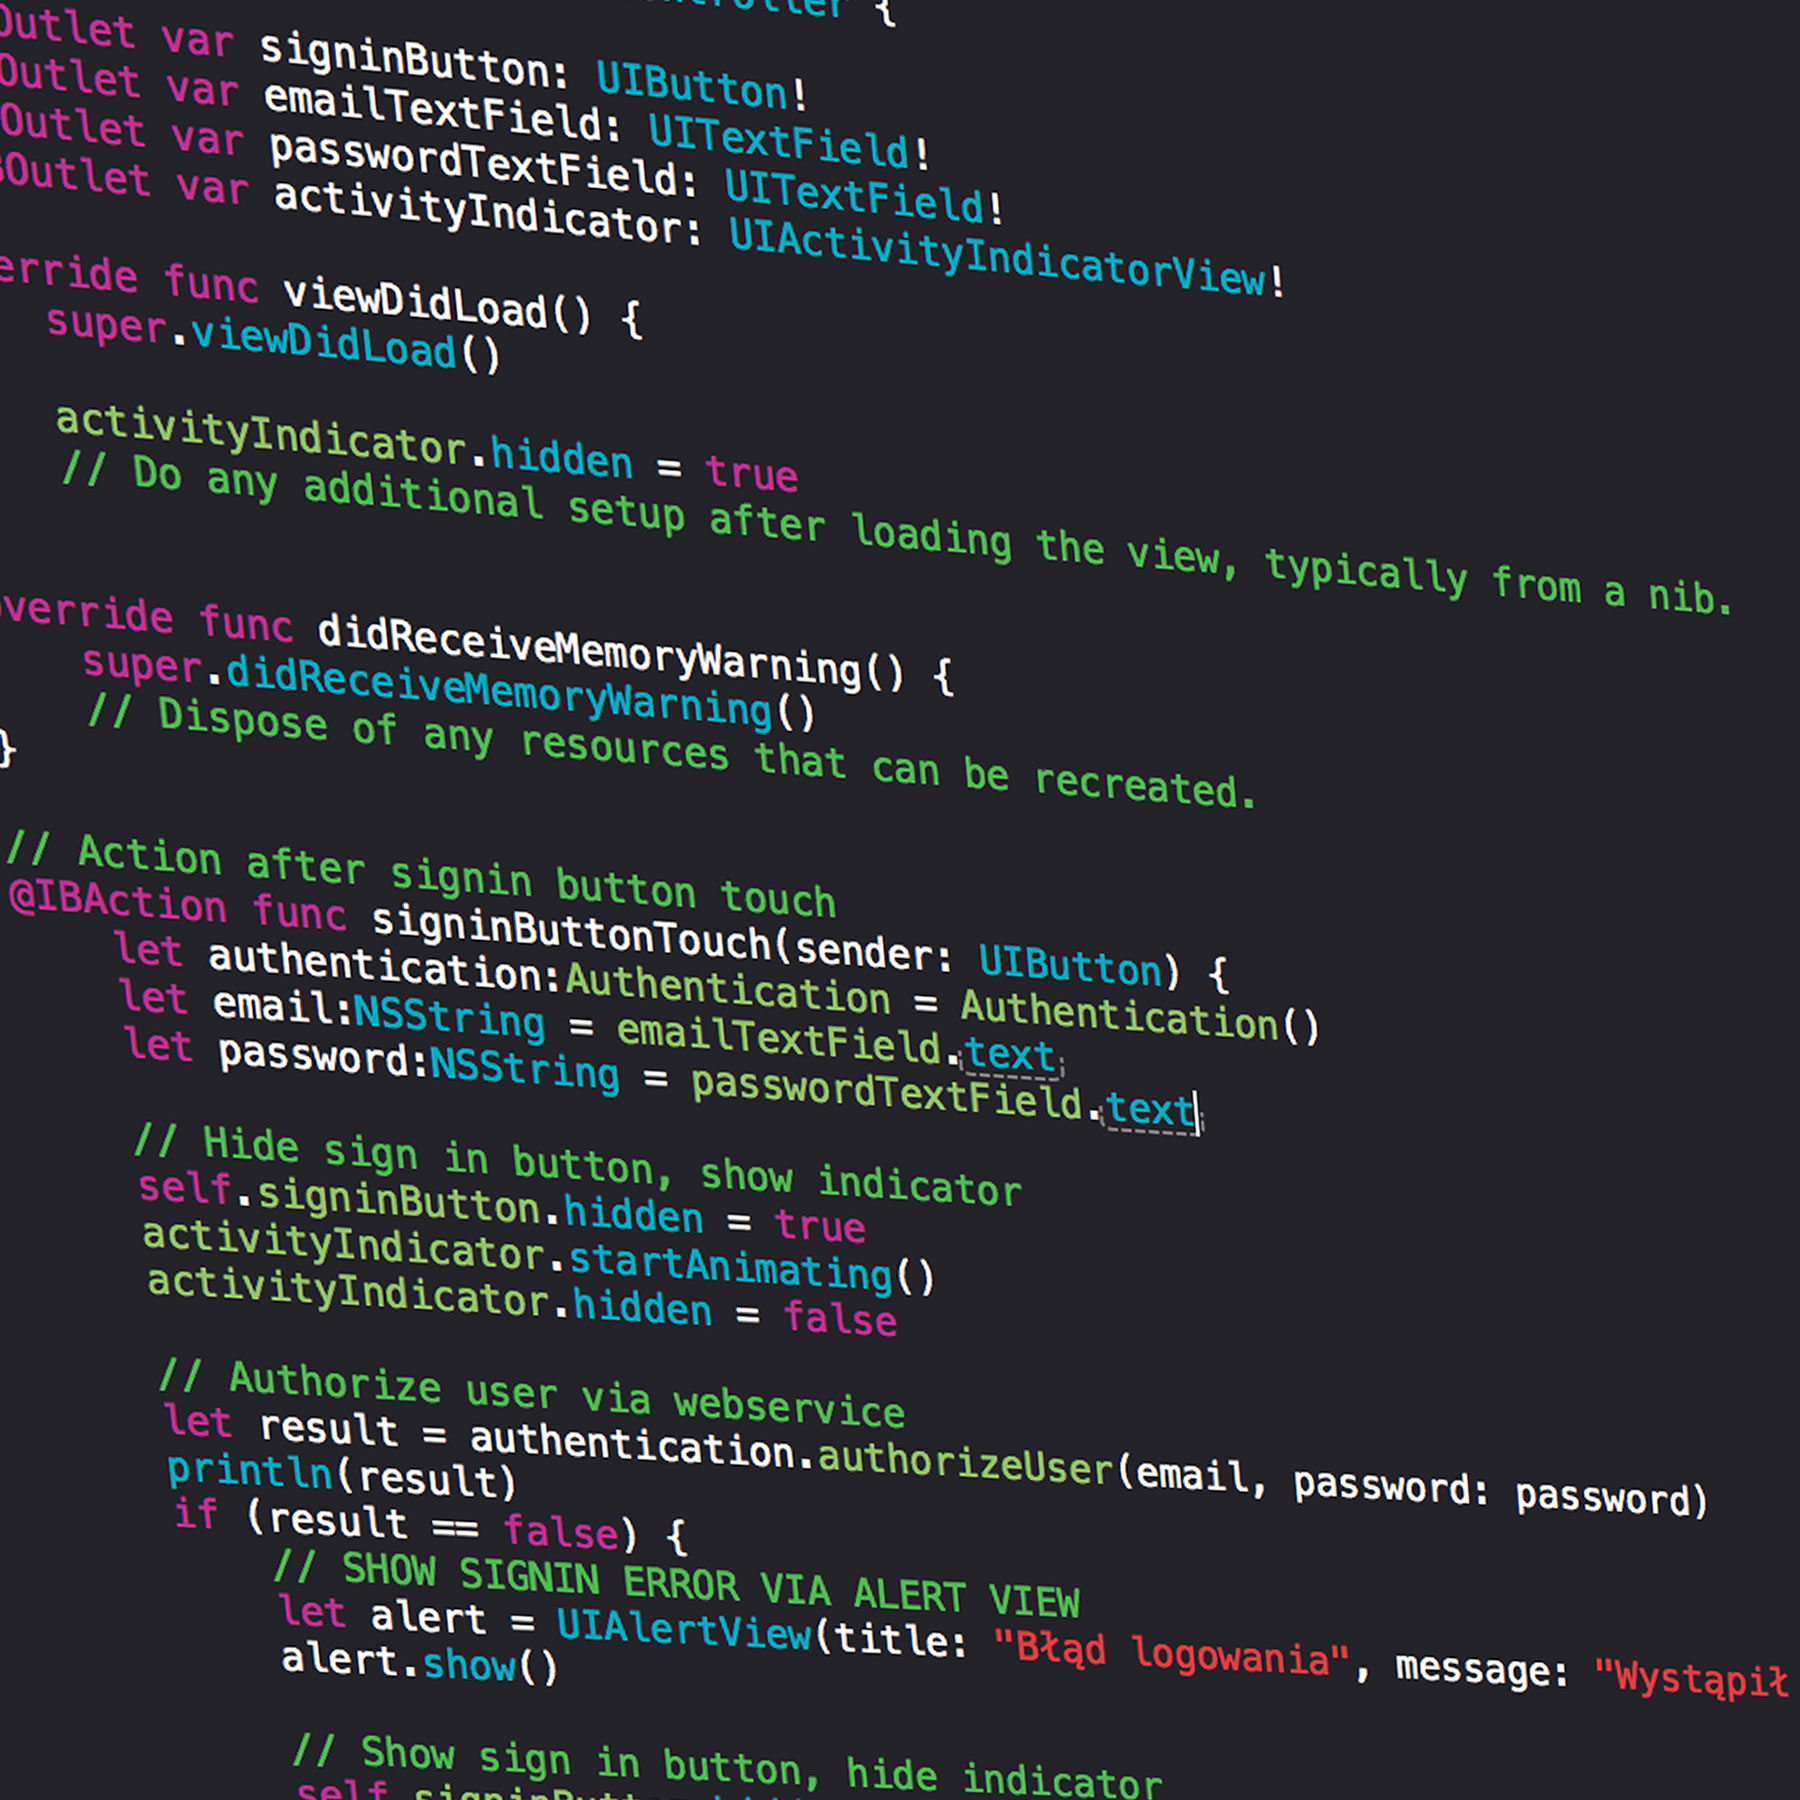 {
Outlet var signinButton: UIButton!
Outlet var emailTextField: UITextField!
Outlet var passwordTextField: UITextField!
Outlet var activityIndicator: UIActivityIndicatorView!
erride func viewDidLoad() {
super.viewDidLoad()
activityIndicator.hidden = true
// Do any additional setup after loading the view, typically from a nib.
verride func didReceiveMemoryWarning() {
super.didReceiveMemoryWarning()
// Dispose of any resources that can be recreated.
}
// Action after signin button touch
@IBAction func signinButtonTouch(sender: UIButton) {
let authentication:Authentication = Authentication()
let email:NSString = emailTextField.text
let password:NSString = passwordTextField.text
// Hide sign in button, show indicator
self.signinButton.hidden = true
activityIndicator.startAnimating()
activityIndicator.hidden = false
// Authorize user via webservice
let result = authentication.authorizeUser(email, password: password)
println(result)
if (result == false) {
// SHOW SIGNIN ERROR VIA ALERT VIEW
let alert = UIAlertView(title: "Błąd logowania", message: "Wystąpił
alert.show()
// Show sign in button, hide indicator